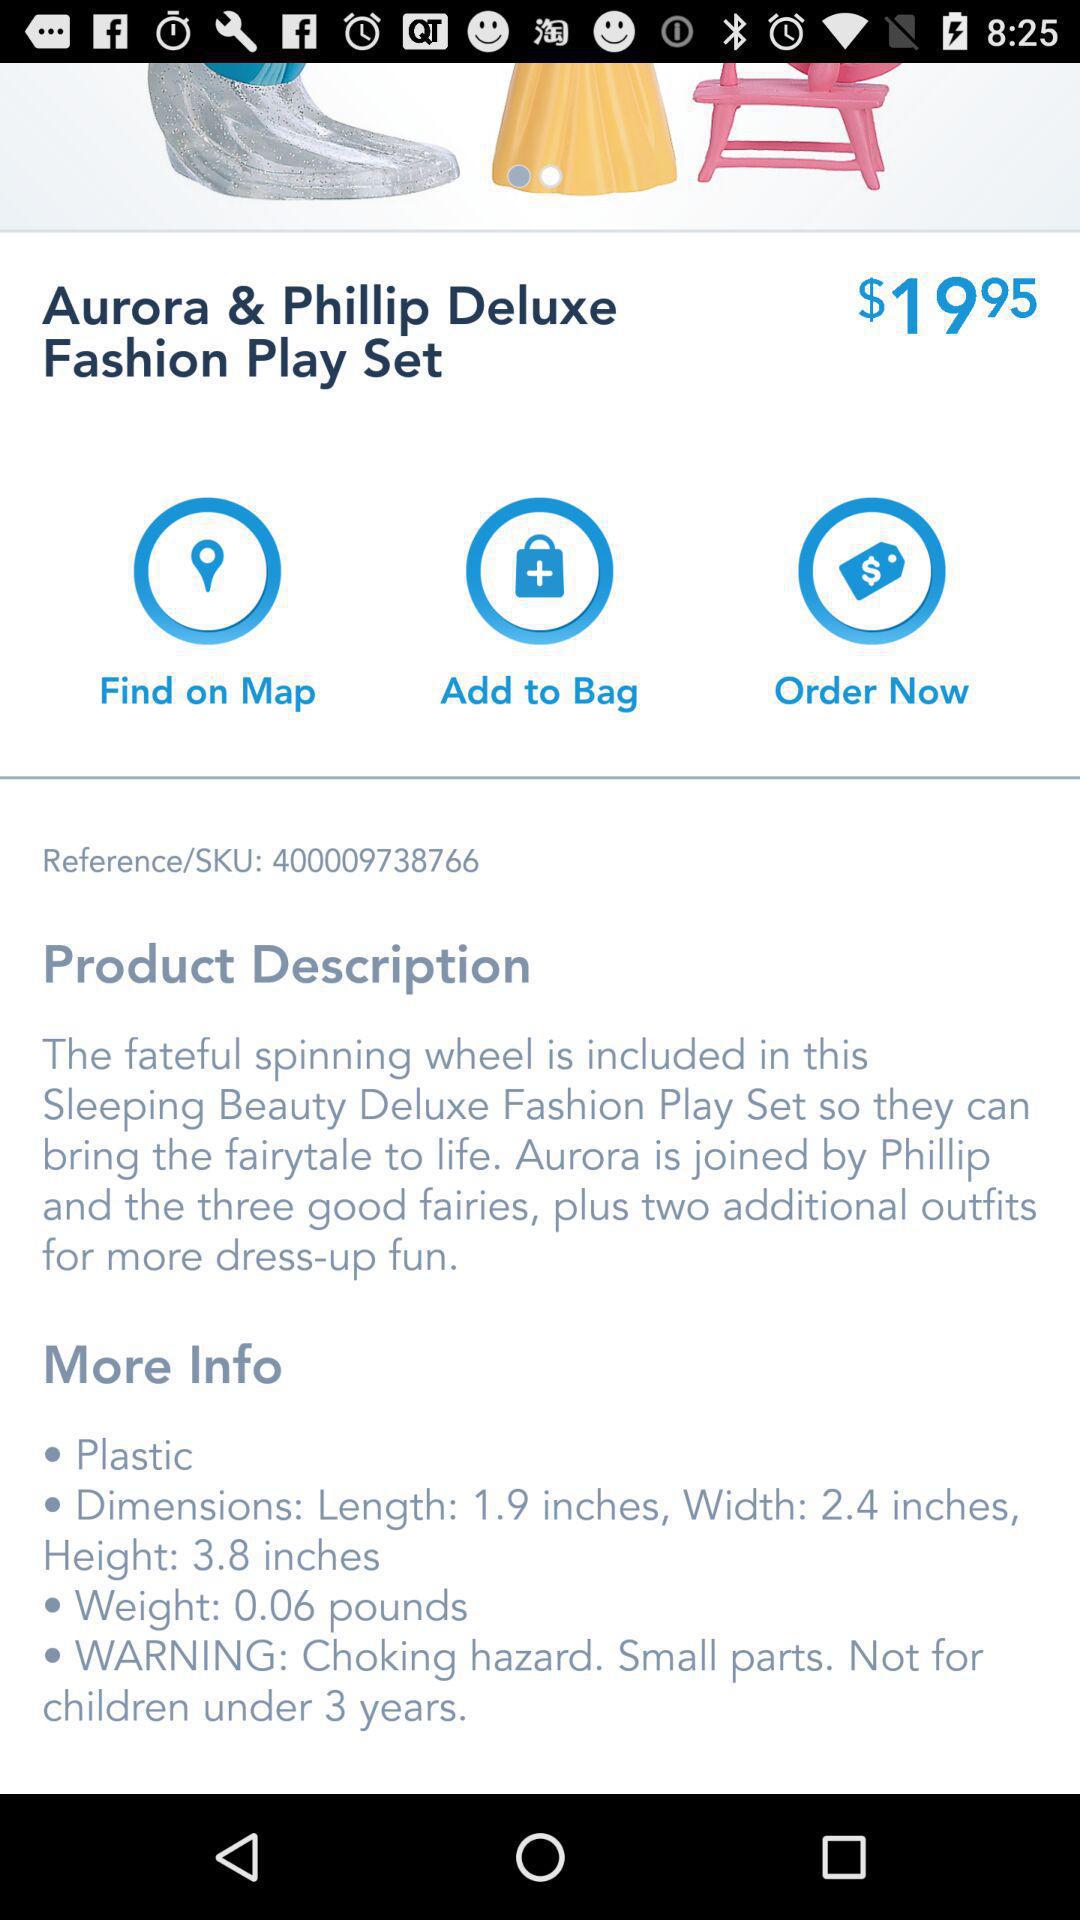 QT 淘 8:25
Aurora & Phillip Deluxe
Fashion Play Set
$19 95
Find on Map
Add to Bag
Order Now
Reference/SKU: 400009738766
Product Description
The fateful spinning wheel is included in this
Sleeping Beauty Deluxe Fashion Play Set so they can
bring the fairytale to life. Aurora is joined by Phillip
and the three good fairies, plus two additional outfits
for more dress-up fun.
More Info
• Plastic
• Dimensions: Length: 1.9 inches, Width: 2.4 inches,
Height: 3.8 inches
• Weight: 0.06 pounds
• WARNING: Choking hazard. Small parts. Not for
children under 3 years.